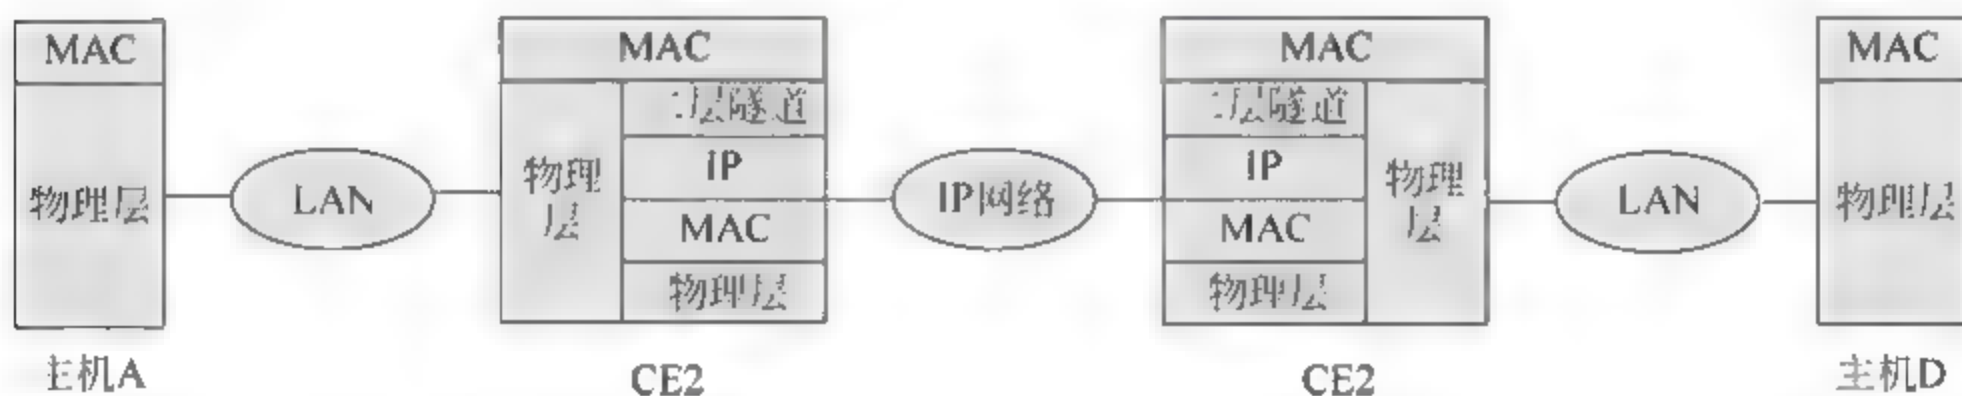 MAC
物理层
主机A
LAN
MAC
物理
层
二层隧道
IP
MAC
物理层
CE2
IP网络
MAC
二层隧道
IP
MAC
物理层
物理
层
CE2
LAN
MAC
物理层
主机D